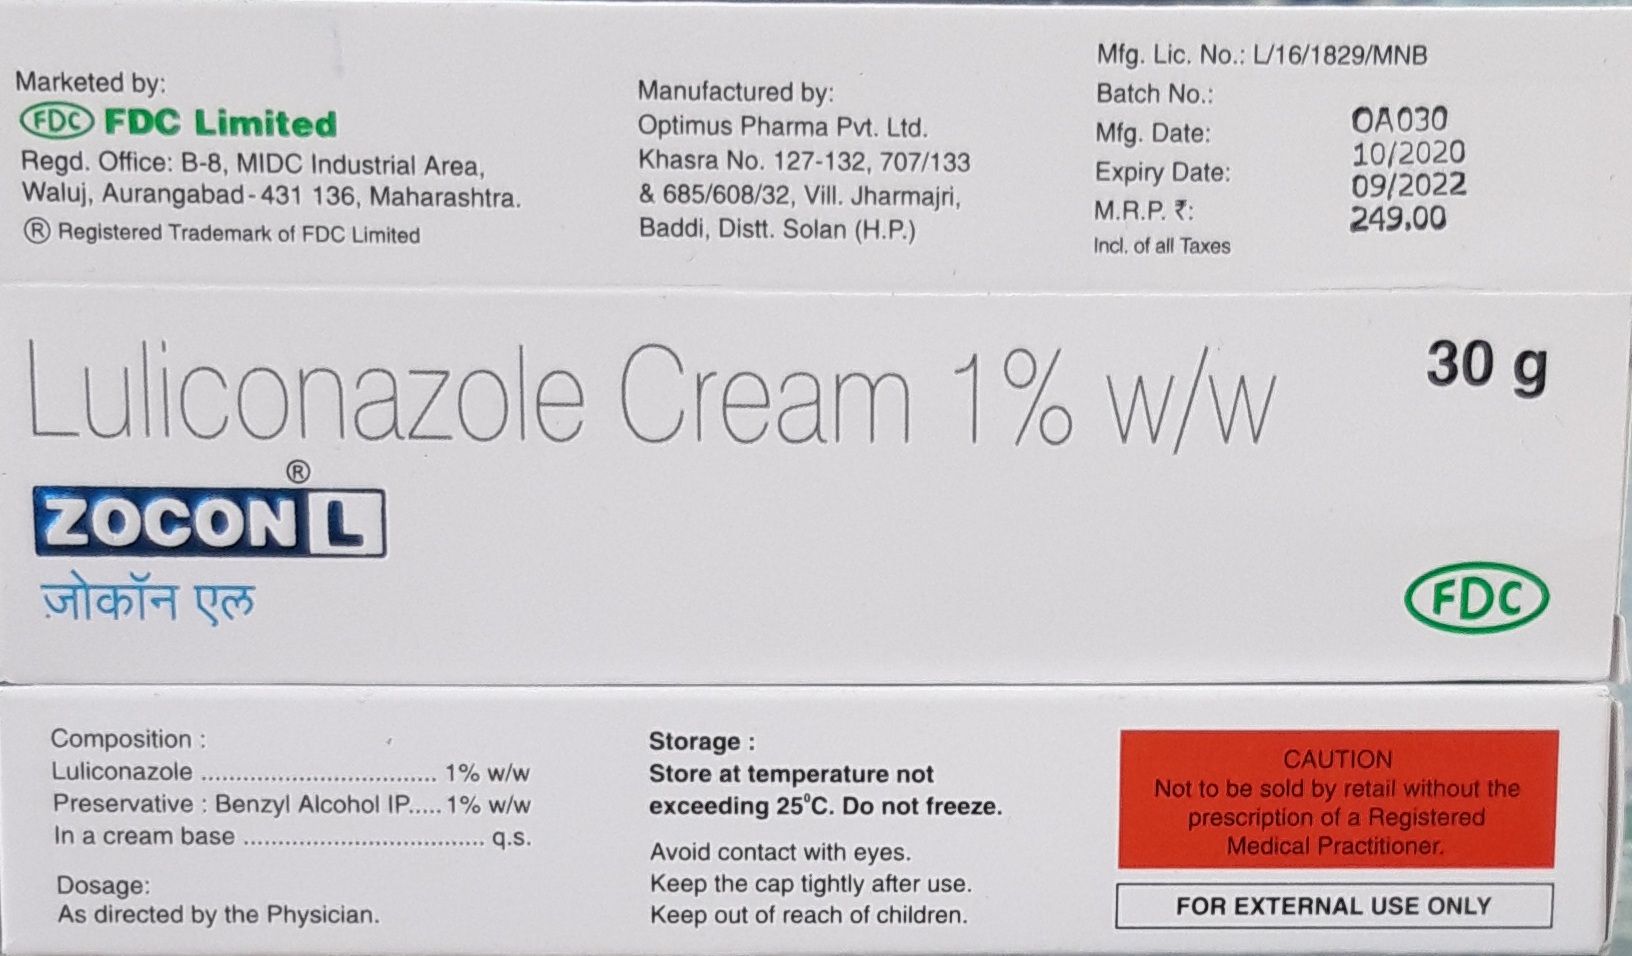 Marketed by:
FDC FDC Limited
Regd. Office: B-8, MIDC Industrial Area,
Waluj, Aurangabad-431 136, Maharashtra.
® Registered Trademark of FDC Limited
Manufactured by:
Optimus Pharma Pvt. Ltd.
Khasra No. 127-132, 707/133
& 685/608/32, Vill. Jharmajri,
Baddi, Distt. Solan (H.P.)
Mfg. Lic. No.: L/16/1829/MNB
Batch No.: OA030
Mfg. Date: 10/2020
Expiry Date: 09/2022
M.R.P. ₹: 249.00
Incl. of all Taxes
Luliconazole Cream 1% w/w
30 g
ZOCON L ®
ज़ोकॉन एल
FDC
Composition :
Luliconazole .................................. 1% w/w
Preservative : Benzyl Alcohol IP..... 1% w/w
In a cream base ................................... q.s.
Dosage:
As directed by the Physician.
Storage :
Store at temperature not
exceeding 25⁰C. Do not freeze.
Avoid contact with eyes.
Keep the cap tightly after use.
Keep out of reach of children.
CAUTION
Not to be sold by retail without the
prescription of a Registered
Medical Practitioner.
FOR EXTERNAL USE ONLY